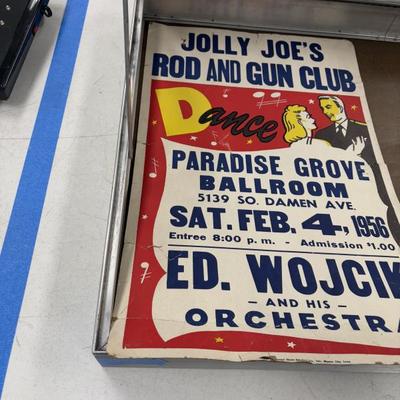 JOLLY JOE'S
ROD AND GUN CLUB
Dance
PARADISE GROVE
BALLROOM
5139 SO. DAMEN AVE.
SAT. FEB. 4, 1956
Entree 8:00 p. m. - Admission $1.00
ED. WOJCIK
- AND HIS -
ORCHESTRA